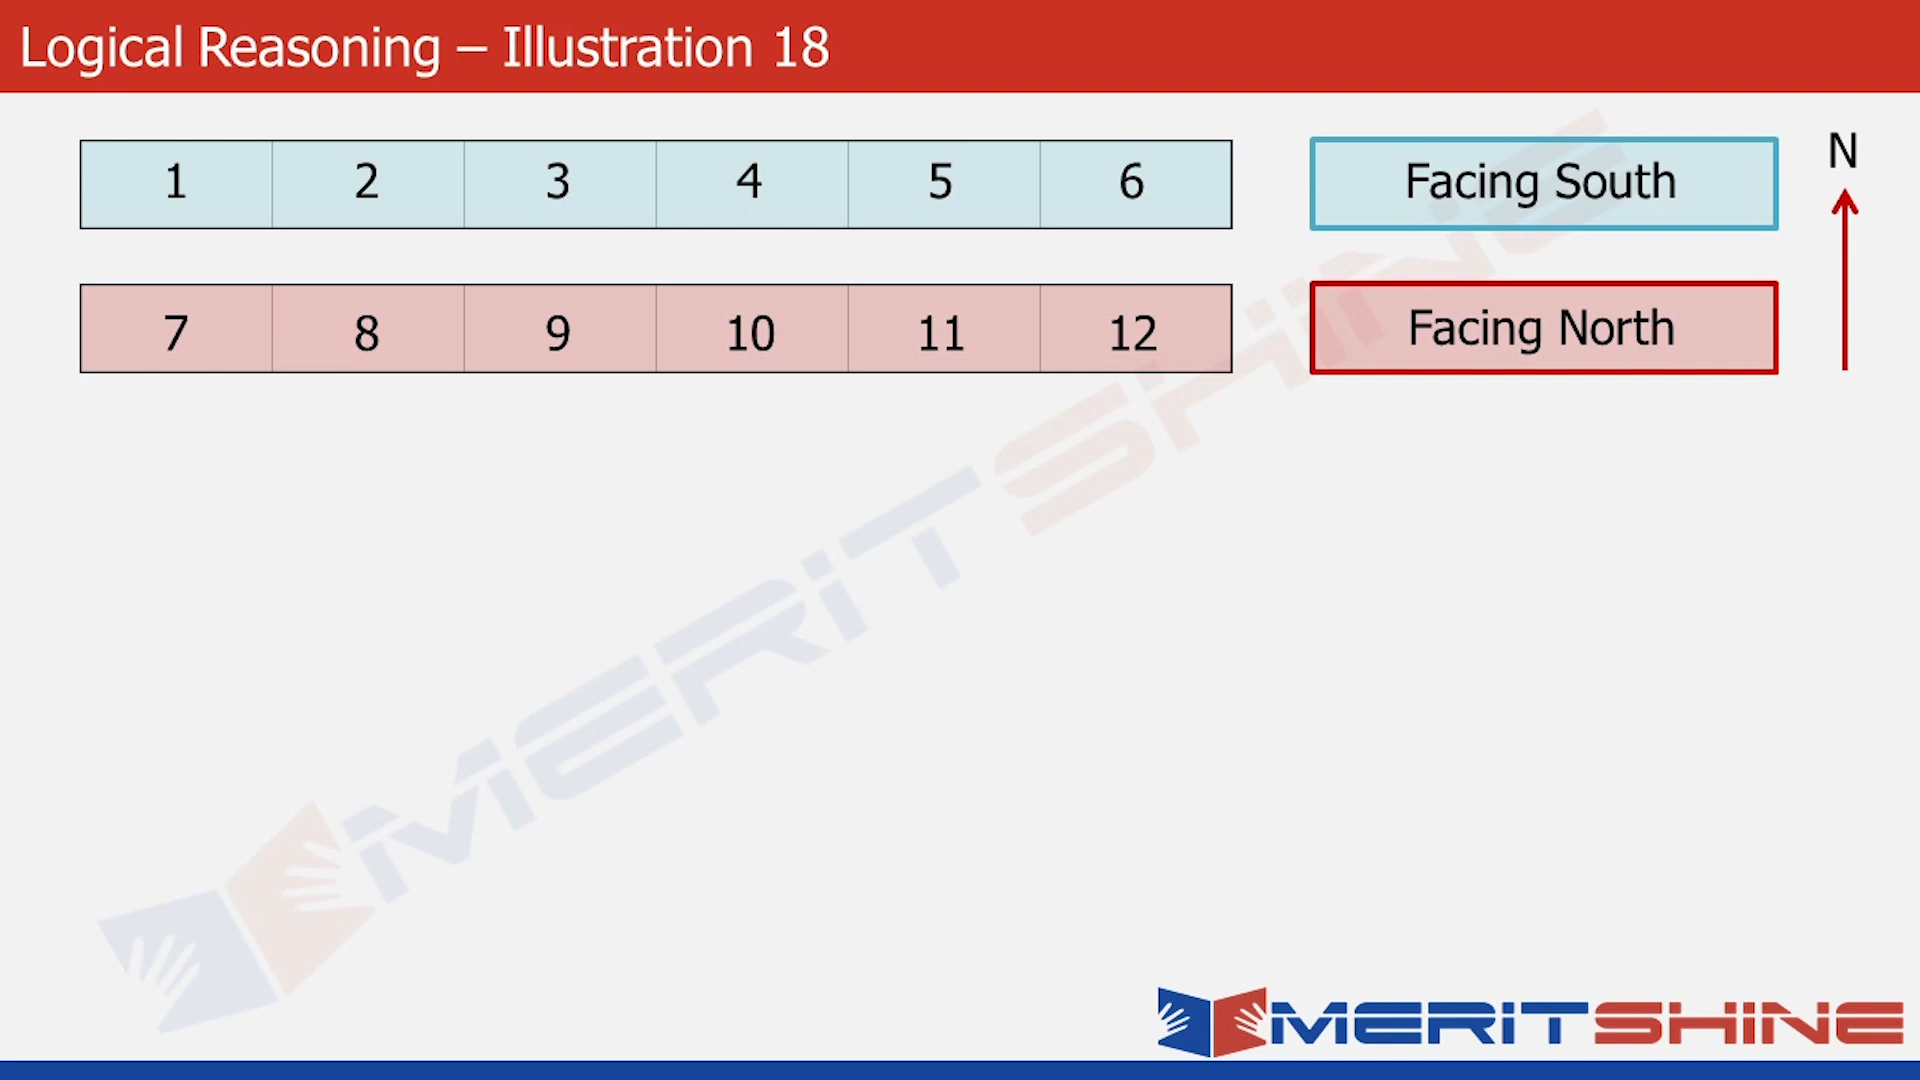 Logical Reasoning – Illustration 18
1 2 3 4 5 6 Facing South N
7 8 9 10 11 12 Facing North
MERITSHINE
MERITSHINE